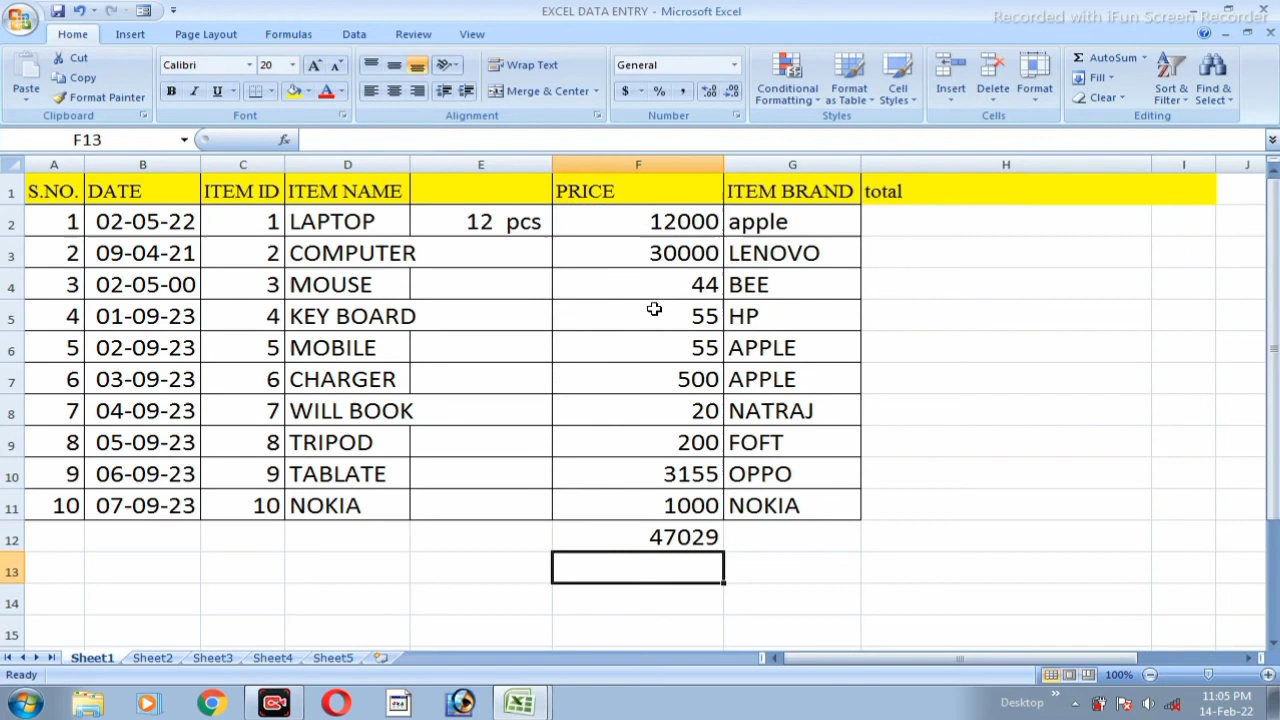 EXCEL DATA ENTRY - Microsoft Excel
Recorded with iFun Screen Recorder
Home Insert Page Layout Formulas Data Review View
Paste Cut Copy Format Painter Clipboard
Calibri 20 A A B I U A Font
Wrap Text Merge & Center Alignment
General $ % , Number
Conditional Formatting Format as Table Cell Styles Styles
Insert Delete Format Cells
Σ AutoSum Fill Clear Sort & Filter Find & Select Editing
F13 fx
A B C D E F G H I J
1 S.NO. DATE ITEM ID ITEM NAME PRICE ITEM BRAND total
2 1 02-05-22 1 LAPTOP 12 pcs 12000 apple
3 2 09-04-21 2 COMPUTER 30000 LENOVO
4 3 02-05-00 3 MOUSE 44 BEE
5 4 01-09-23 4 KEY BOARD 55 HP
6 5 02-09-23 5 MOBILE 55 APPLE
7 6 03-09-23 6 CHARGER 500 APPLE
8 7 04-09-23 7 WILL BOOK 20 NATRAJ
9 8 05-09-23 8 TRIPOD 200 FOFT
10 9 06-09-23 9 TABLATE 3155 OPPO
11 10 07-09-23 10 NOKIA 1000 NOKIA
12 47029
13
14
15
Sheet1 Sheet2 Sheet3 Sheet4 Sheet5
Ready 100%
Desktop 11:05 PM
14-Feb-22